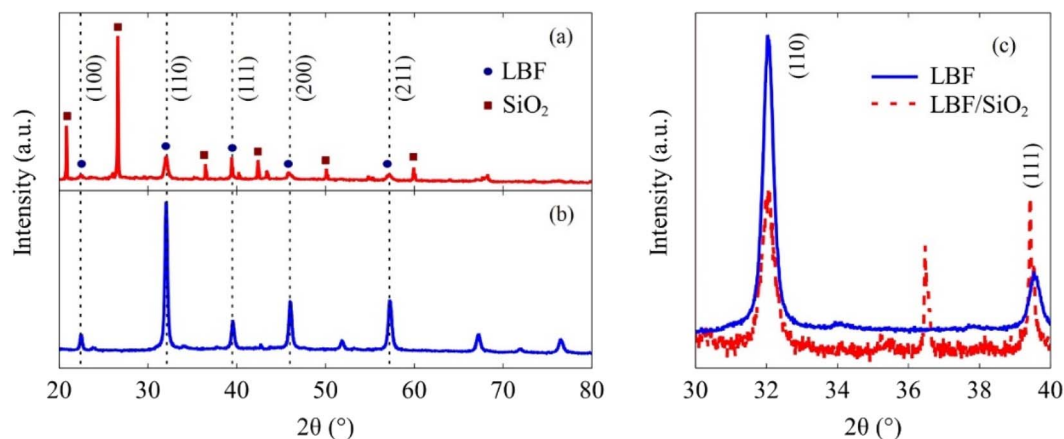 (a)
(100)
(110)
(111)
(200)
(211)
LBF
SiO₂
Intensity (a.u.)
(b)
20 30 40 50 60 70 80
2θ (°)
(c)
(110)
LBF
LBF/SiO₂
(111)
Intensity (a.u.)
30 32 34 36 38 40
2θ (°)